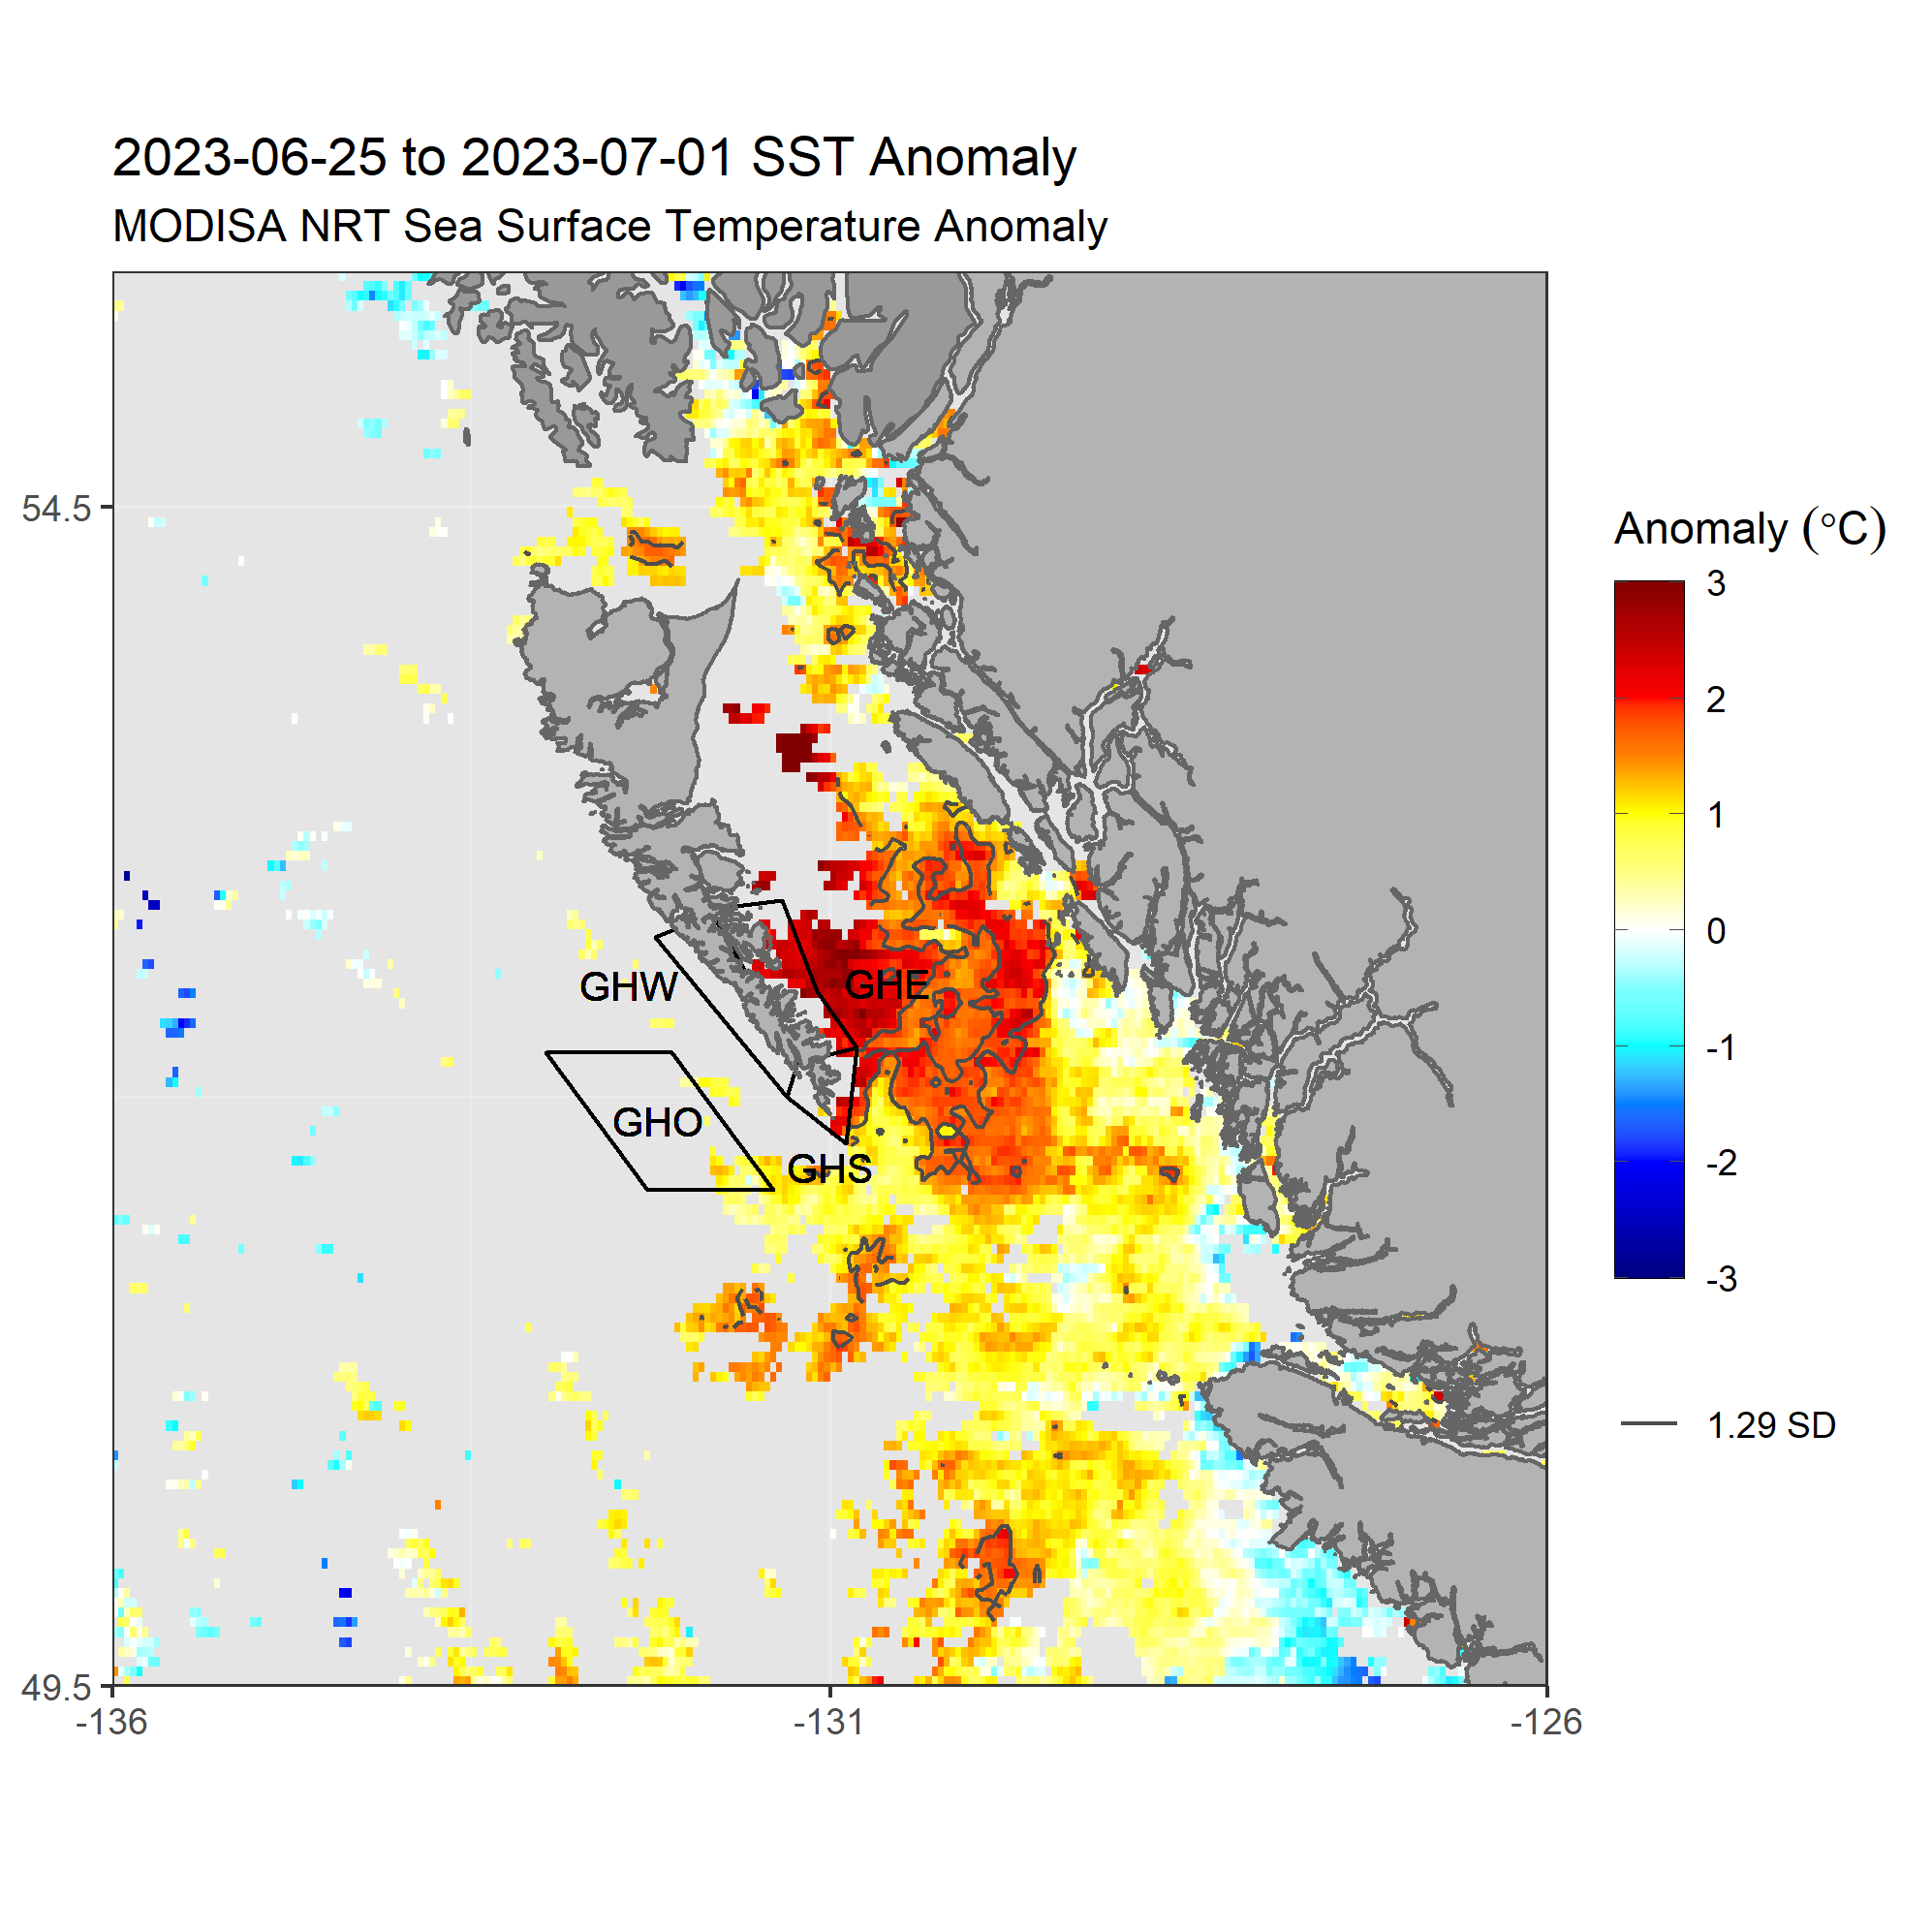 2023-06-25 to 2023-07-01 SST Anomaly
MODISA NRT Sea Surface Temperature Anomaly
54.5
49.5
-136
-131
-126
GHW
GHE
GHO
GHS
Anomaly (°C)
3
2
1
0
-1
-2
-3
1.29 SD